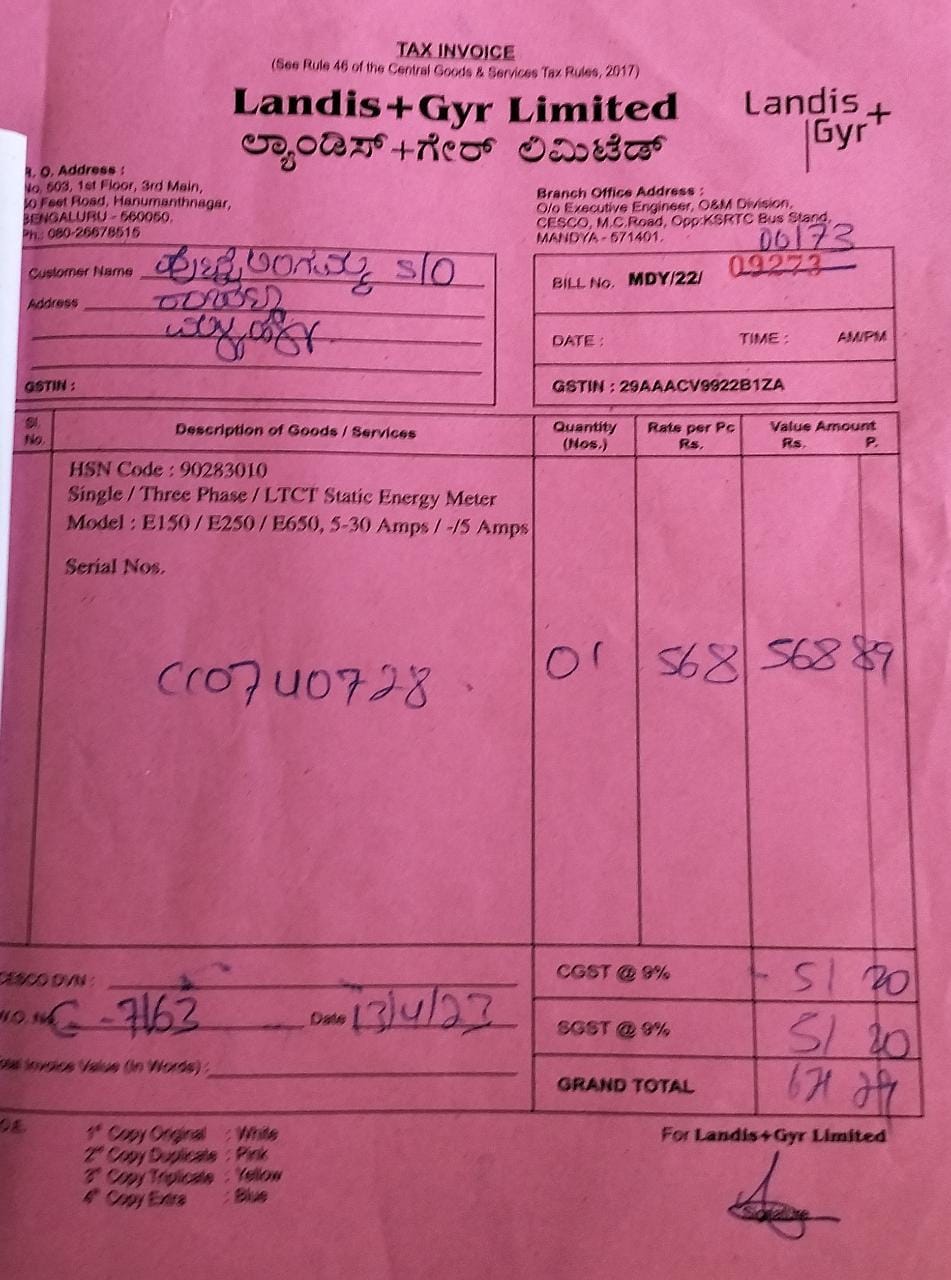 TAX INVOICE
(See Rule 46 of the Central Goods & Services Tax Rules, 2017)
Landis+Gyr Limited
ಲ್ಯಾಂಡಿಸ್+ಗೇರ್ ಲಿಮಿಟೆಡ್
Landis+
Gyr
R. O. Address :
No. 503, 1st Floor, 3rd Main,
50 Feet Road, Hanumanthnagar,
BENGALURU - 560050.
Ph.: 080-26678515
Branch Office Address :
O/o Executive Engineer, O&M Division,
CESCO, M.C.Road, Opp:KSRTC Bus Stand,
MANDYA - 571401.
06173
Customer Name S/O
Address
GSTIN :
BILL No. MDY/22/ 09273
DATE : TIME : AM/PM
GSTIN : 29AAACV9922B1ZA
Sl. No. Description of Goods / Services Quantity (Nos.) Rate per Pc Rs. Value Amount Rs. P.
HSN Code : 90283010
Single / Three Phase / LTCT Static Energy Meter
Model : E150 / E250 / E650, 5-30 Amps / -/5 Amps
Serial Nos.
01 568 568 89
CESCO DVN :
W.O. No. Date 13/4/23
Total Invoice Value (In Words) :
CGST @ 9% 51 20
SGST @ 9% 51 20
GRAND TOTAL 671 29
1st Copy Original : White
2nd Copy Duplicate : Pink
3rd Copy Triplicate : Yellow
4th Copy Extra : Blue
For Landis+Gyr Limited
Signature